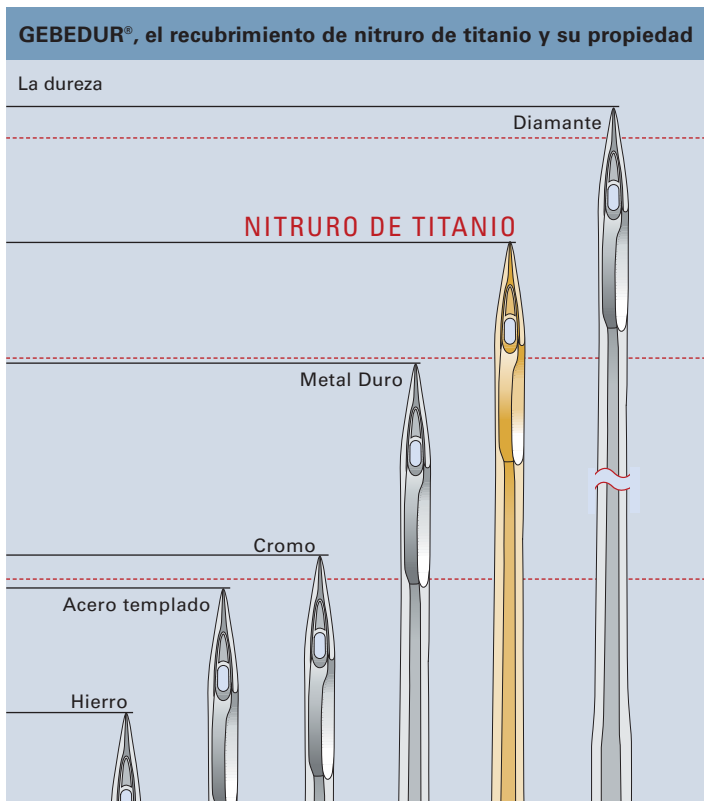 GEBEDUR®, el recubrimiento de nitruro de titanio y su propiedad
La dureza
Diamante
NITRURO DE TITANIO
Metal Duro
Cromo
Acero templado
Hierro